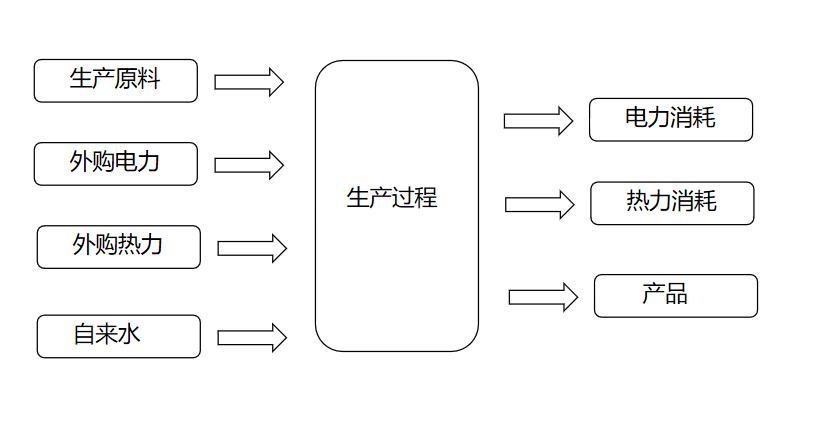 生产原料
外购电力
外购热力
自来水
生产过程
电力消耗
热力消耗
产品